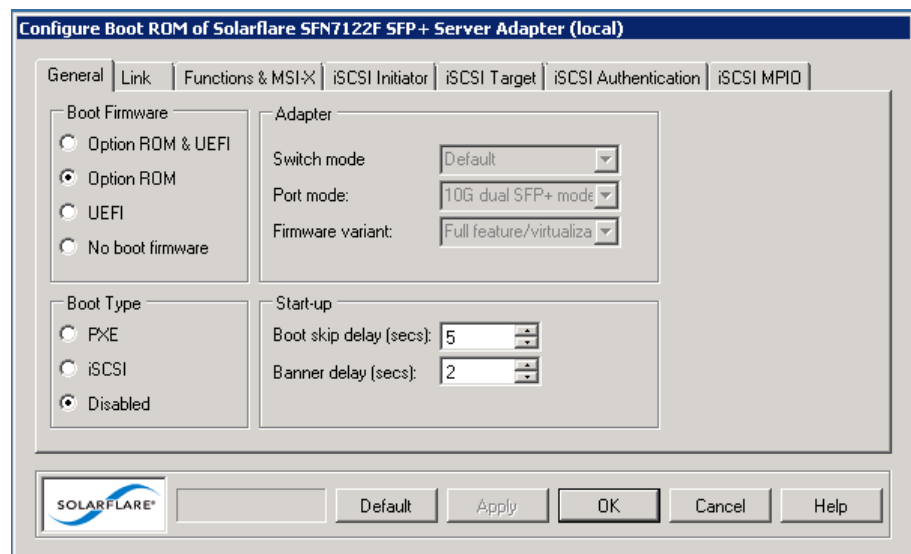 Configure Boot ROM of Solarflare SFN7122F SFP+ Server Adapter (local)
General Link Functions & MSI-X iSCSI Initiator iSCSI Target iSCSI Authentication iSCSI MPIO
Boot Firmware
Option ROM & UEFI
Option ROM
UEFI
No boot firmware
Adapter
Switch mode Default
Port mode: 10G dual SFP+ mode
Firmware variant: Full feature/virtualiza
Boot Type
PXE
iSCSI
Disabled
Start-up
Boot skip delay (secs): 5
Banner delay (secs): 2
SOLARFLARE® Default Apply OK Cancel Help